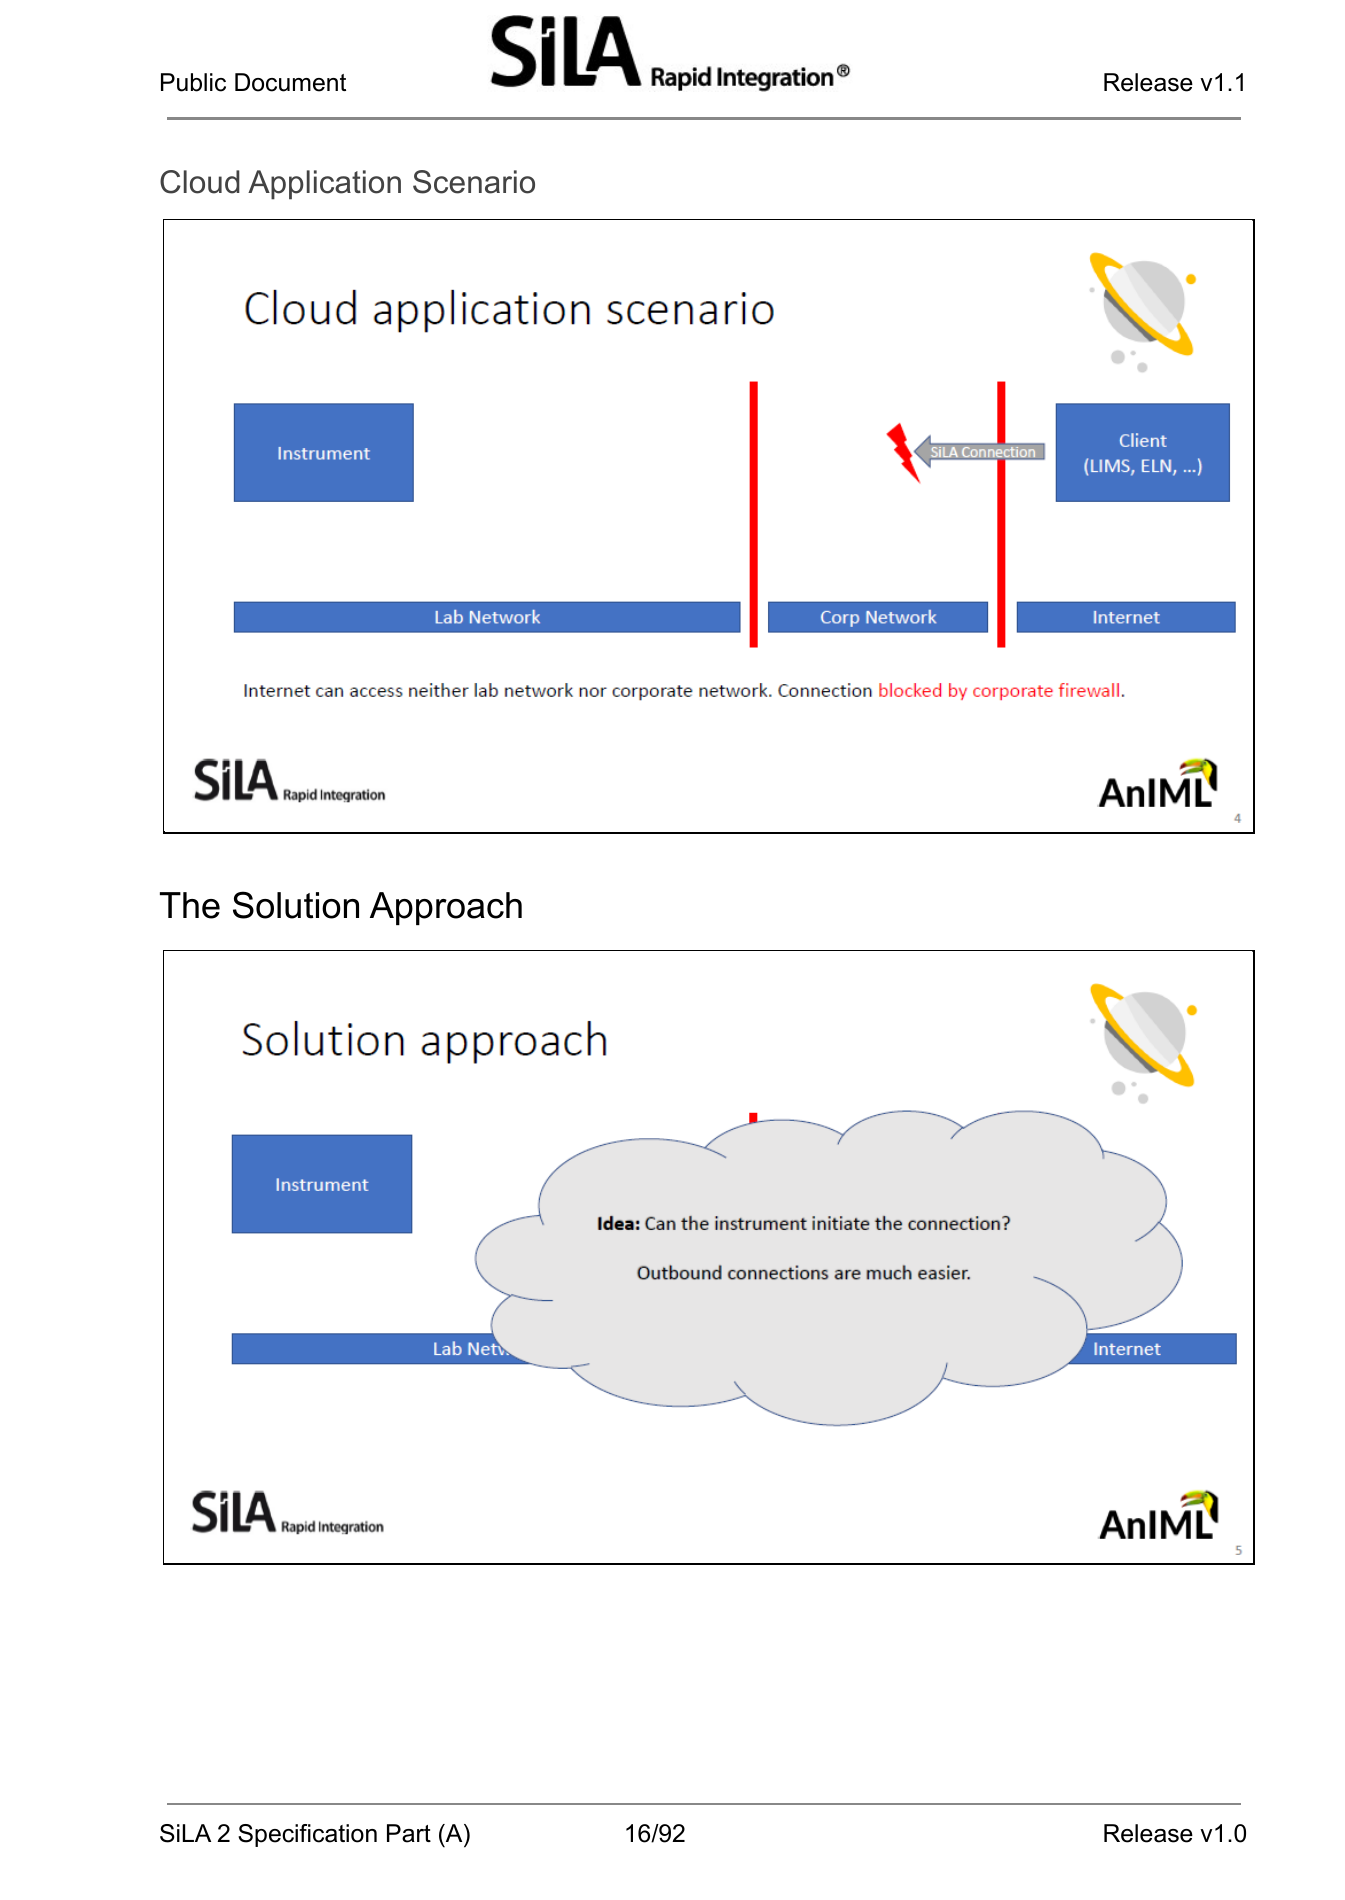 Public Document
SiLA Rapid Integration®
Release v1.1
Cloud Application Scenario
Cloud application scenario
Instrument
SiLA Connection
Client
(LIMS, ELN, ...)
Lab Network
Corp Network
Internet
Internet can access neither lab network nor corporate network. Connection blocked by corporate firewall.
SiLA Rapid Integration
AnIML
4
The Solution Approach
Solution approach
Instrument
Idea: Can the instrument initiate the connection?
Outbound connections are much easier.
Lab Netw
Internet
SiLA Rapid Integration
AnIML
5
SiLA 2 Specification Part (A)
16/92
Release v1.0